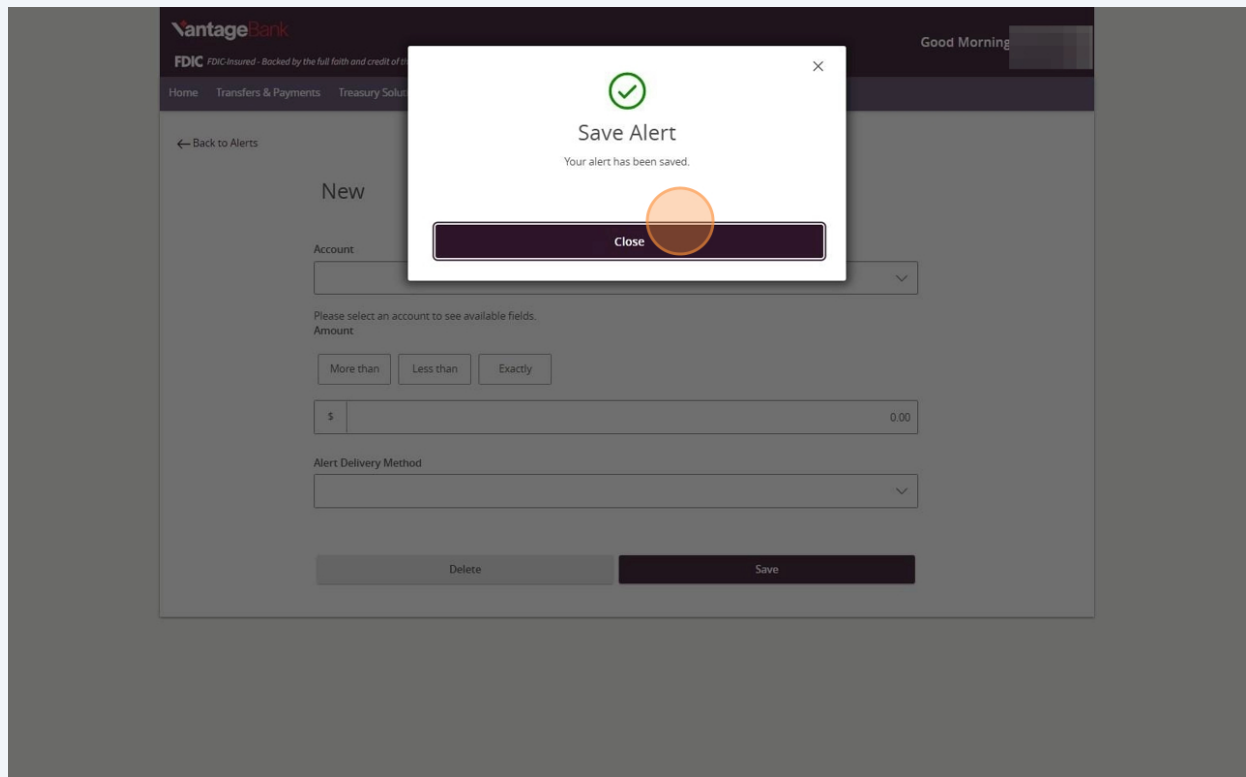 VantageBank
Good Morning
FDIC FDIC-Insured - Backed by the full faith and credit of
Home Transfers & Payments Treasury
Back to Alerts
Save Alert
Your alert has been saved.
Close
New
Account
Please select an account to see available fields.
Amount
More than Less than Exactly
$ 0.00
Alert Delivery Method
Delete Save